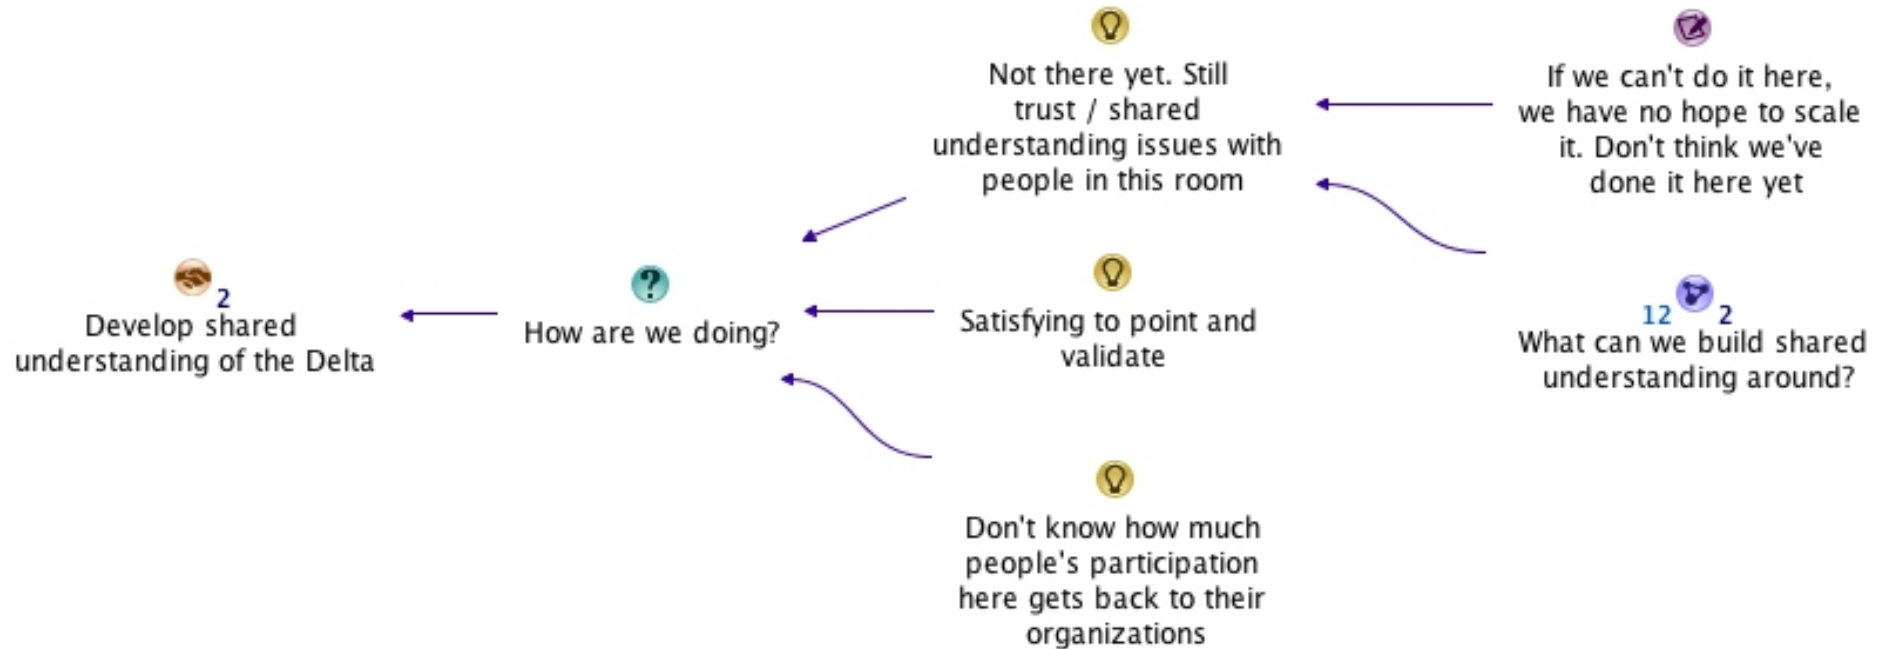 Not there yet. Still
trust / shared
understanding issues with
people in this room
If we can't do it here,
we have no hope to scale
it. Don't think we've
done it here yet
2
Develop shared
understanding of the Delta
?
How are we doing?
Satisfying to point and
validate
12 2
What can we build shared
understanding around?
Don't know how much
people's participation
here gets back to their
organizations